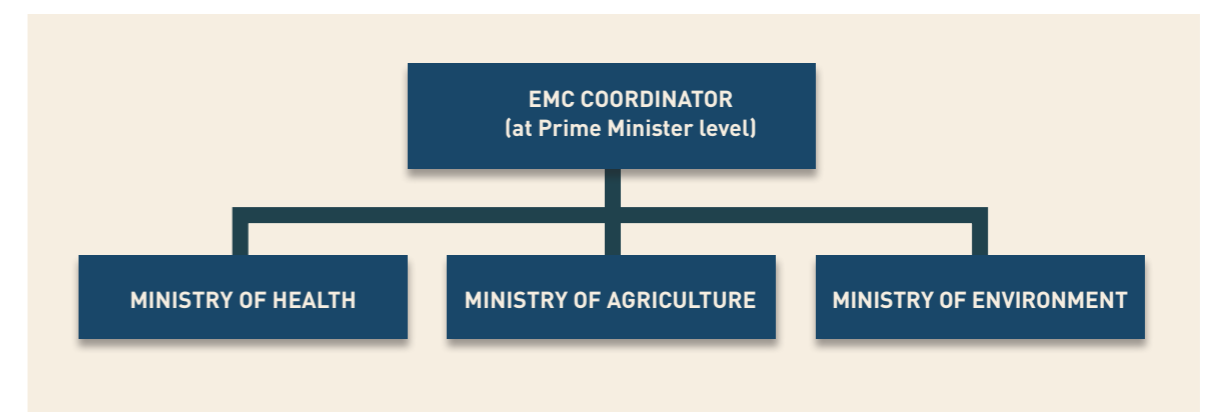 EMC COORDINATOR
(at Prime Minister level)
MINISTRY OF HEALTH
MINISTRY OF AGRICULTURE
MINISTRY OF ENVIRONMENT